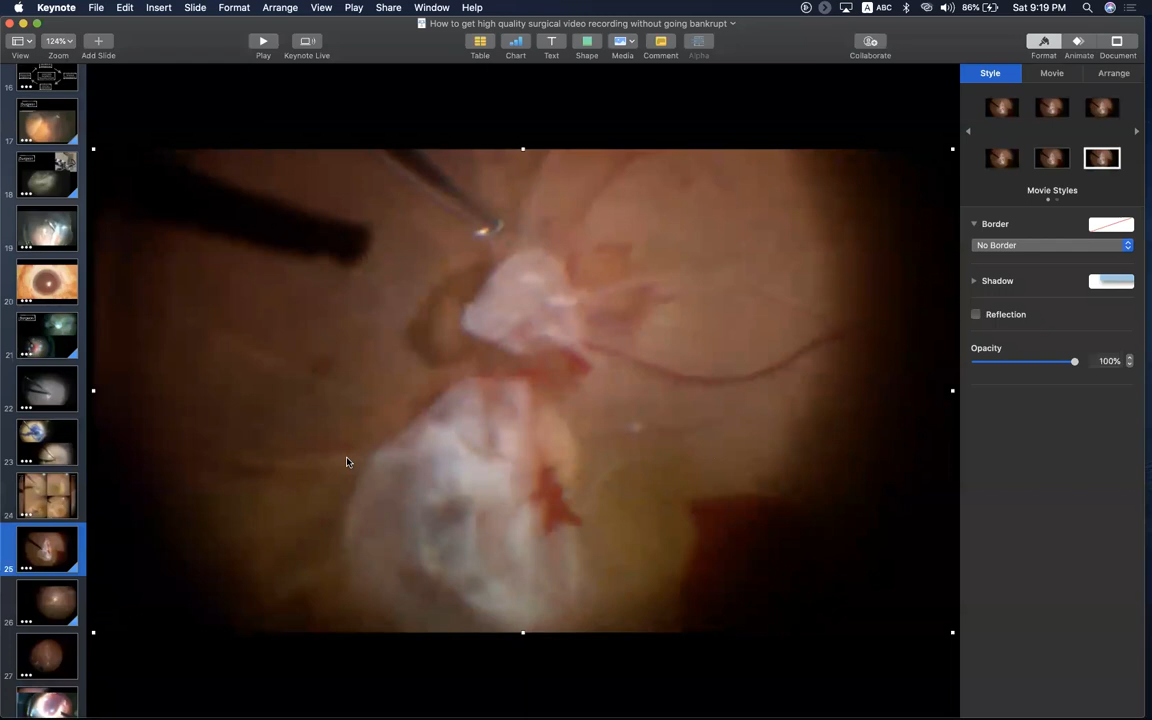 Keynote File Edit Insert Slide Format Arrange View Play Share Window Help A ABC 86% Sat 9:19 PM
How to get high quality surgical video recording without going bankrupt
124%
View Zoom Add Slide Play Keynote Live Table Chart Text Shape Media Comment Alpha Collaborate Format Animate Document
Style Movie Arrange
16
17
18
19
20
21
22
23
24
25
26
27
Movie Styles
Border
No Border
Shadow
Reflection
Opacity
100%